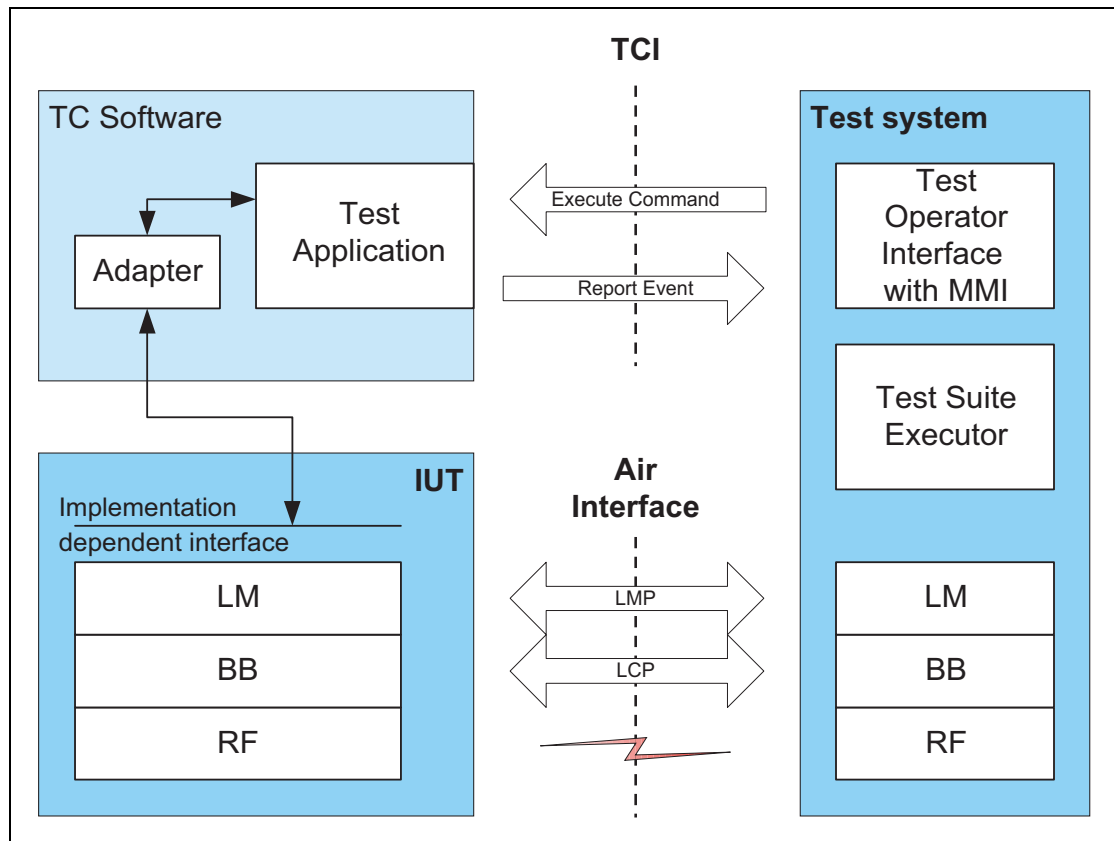 TCI
TC Software
Test
Application
Adapter
Execute Command
Report Event
Test system
Test
Operator
Interface
with MMI
Test Suite
Executor
IUT
Implementation
dependent interface
LM
BB
RF
Air
Interface
LMP
LCP
LM
BB
RF